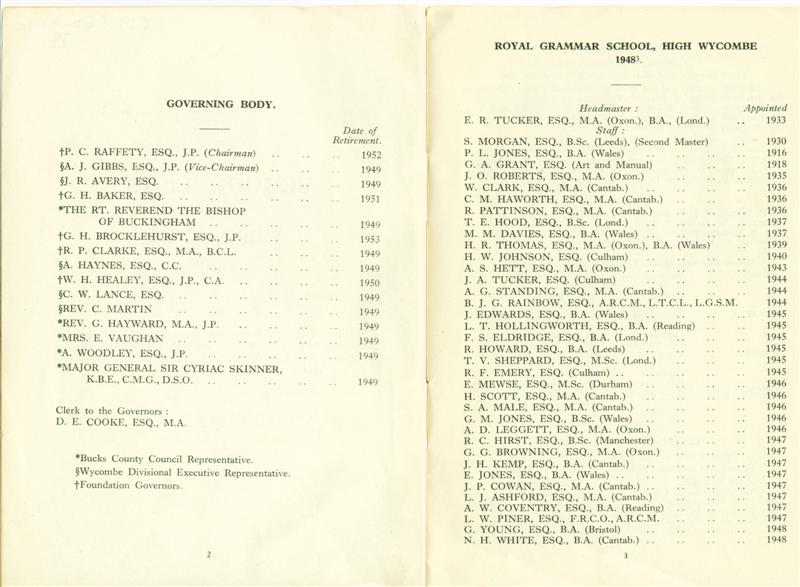 GOVERNING BODY.
Date of
Retirement.
†P. C. RAFFETY, ESQ., J.P. (Chairman) .. .. 1952
§A. J. GIBBS, ESQ., J.P. (Vice-Chairman) .. .. 1949
§J. R. AVERY, ESQ. .. .. .. .. .. 1949
†G. H. BAKER, ESQ. .. .. .. .. .. 1951
*THE RT. REVEREND THE BISHOP
OF BUCKINGHAM .. .. .. .. 1949
†G. H. BROCKLEHURST, ESQ., J.P. .. .. .. 1953
†R. P. CLARKE, ESQ., M.A., B.C.L. .. .. .. 1949
§A. HAYNES, ESQ., C.C. .. .. .. .. 1949
†W. H. HEALEY, ESQ., J.P., C.A. .. .. .. 1950
§C. W. LANCE, ESQ. .. .. .. .. .. 1949
§REV. C. MARTIN .. .. .. .. .. 1949
*REV. G. HAYWARD, M.A., J.P. .. .. .. 1949
*MRS. E. VAUGHAN .. .. .. .. .. 1949
*A. WOODLEY, ESQ., J.P. .. .. .. .. 1949
*MAJOR GENERAL SIR CYRIAC SKINNER,
K.B.E., C.M.G., D.S.O. .. .. .. .. 1949
Clerk to the Governors :
D. E. COOKE, ESQ., M.A.
*Bucks County Council Representative.
§Wycombe Divisional Executive Representative.
†Foundation Governors.
2
ROYAL GRAMMAR SCHOOL, HIGH WYCOMBE
1948³.
Headmaster : Appointed
E. R. TUCKER, ESQ., M.A. (Oxon.), B.A., (Lond.) .. 1933
Staff :
S. MORGAN, ESQ., B.Sc. (Leeds), (Second Master) .. 1930
P. L. JONES, ESQ., B.A. (Wales) .. .. .. 1916
G. A. GRANT, ESQ. (Art and Manual) .. .. .. 1918
J. O. ROBERTS, ESQ., M.A. (Oxon) .. .. .. 1935
W. CLARK, ESQ., M.A. (Cantab.) .. .. .. 1936
C. M. HAWORTH, ESQ., M.A. (Cantab.) .. .. .. 1936
R. PATTINSON, ESQ., M.A. (Cantab.) .. .. .. 1936
T. E. HOOD, ESQ., B.Sc. (Lond.) .. .. .. 1937
M. M. DAVIES, ESQ., B.A. (Wales) .. .. .. 1937
H. R. THOMAS, ESQ., M.A. (Oxon.), B.A. (Wales) .. 1939
H. W. JOHNSON, ESQ. (Culham) .. .. .. 1940
A. S. HETT, ESQ., M.A. (Oxon.) .. .. .. 1943
J. A. TUCKER, ESQ. (Culham) .. .. .. 1944
A. G. STANDING, ESQ., M.A. (Cantab.) .. .. .. 1944
B. J. G. RAINBOW, ESQ., A.R.C.M., L.T.C.L., L.G.S.M. 1944
J. EDWARDS, ESQ., B.A. (Wales) .. .. .. 1945
L. T. HOLLINGWORTH, ESQ., B.A. (Reading) .. .. 1945
F. S. ELDRIDGE, ESQ., B.A. (Lond.) .. .. .. 1945
R. HOWARD, ESQ., B.A. (Leeds) .. .. .. 1945
T. V. SHEPPARD, ESQ., M.Sc. (Lond.) .. .. .. 1945
R. F. EMERY, ESQ. (Culham) .. .. .. .. 1945
E. MEWSE, ESQ., M.Sc. (Durham) .. .. .. 1946
H. SCOTT, ESQ., M.A. (Cantab.) .. .. .. 1946
S. A. MALE, ESQ., M.A. (Cantab.) .. .. .. 1946
G. M. JONES, ESQ., B.Sc. (Wales) .. .. .. 1946
A. D. LEGGETT, ESQ., M.A. (Oxon) .. .. .. 1946
R. C. HIRST, ESQ., B.Sc. (Manchester) .. .. .. 1947
G. G. BROWNING, ESQ., M.A. (Oxon.) .. .. .. 1947
J. H. KEMP, ESQ., B.A. (Cantab.) .. .. .. 1947
E. JONES, ESQ., B.A. (Wales) .. .. .. .. 1947
J. P. COWAN, ESQ., M.A. (Cantab.) .. .. .. 1947
L. J. ASHFORD, ESQ., M.A. (Cantab.) .. .. .. 1947
A. W. COVENTRY, ESQ., B.A. (Reading) .. .. .. 1947
L. W. PINER, ESQ., F.R.C.O., A.R.C.M. .. .. .. 1947
G. YOUNG, ESQ., B.A. (Bristol) .. .. .. 1948
N. H. WHITE, ESQ., B.A. (Cantab.) .. .. .. .. 1948
3